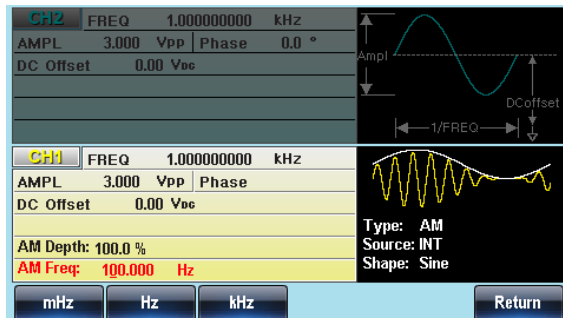 CH2 FREQ 1.000000000 kHz
AMPL 3.000 Vpp Phase 0.0 °
DC Offset 0.00 VDC
Ampl
DCoffset
1/FREQ
CH1 FREQ 1.000000000 kHz
AMPL 3.000 Vpp Phase
DC Offset 0.00 VDC
AM Depth: 100.0 %
AM Freq: 100.000 Hz
Type: AM
Source: INT
Shape: Sine
mHz Hz kHz Return